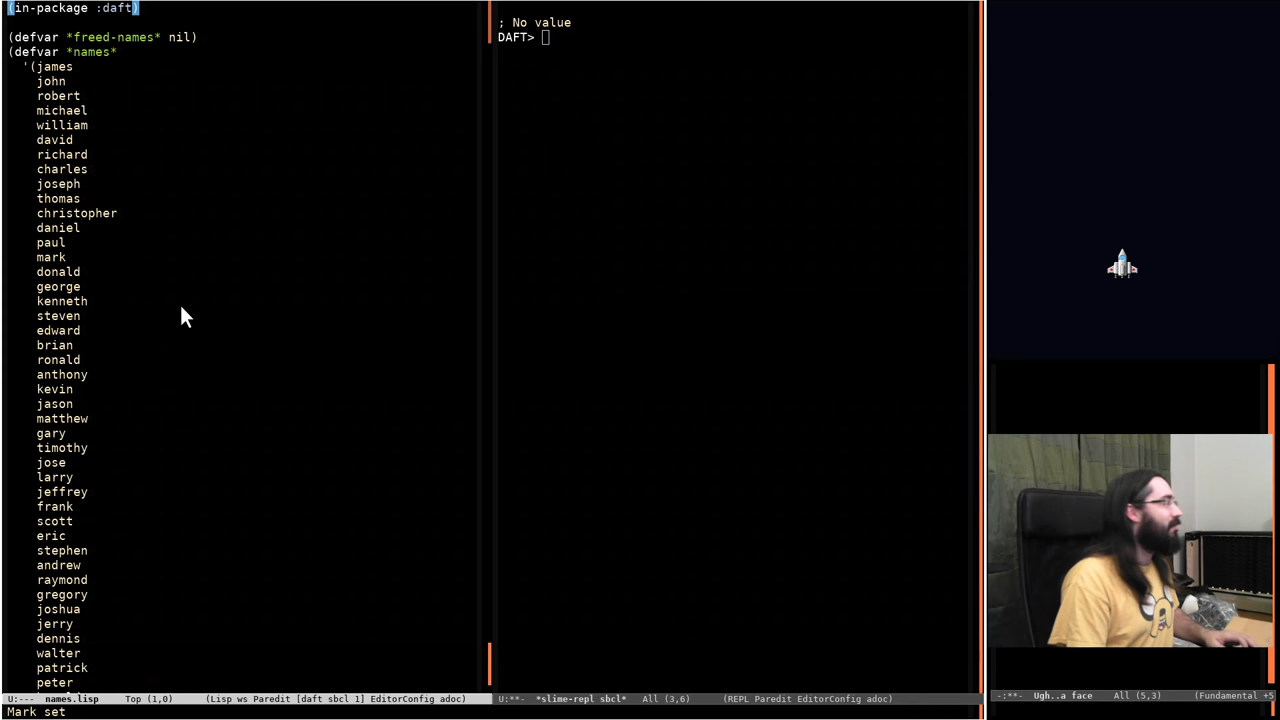 (in-package :daft)
(defvar *freed-names* nil)
(defvar *names*
'(james
john
robert
michael
william
david
richard
charles
joseph
thomas
christopher
daniel
paul
mark
donald
george
kenneth
steven
edward
brian
ronald
anthony
kevin
jason
matthew
gary
timothy
jose
larry
jeffrey
frank
scott
eric
stephen
andrew
raymond
gregory
joshua
jerry
dennis
walter
patrick
peter
U:--- names.lisp Top (1,0) (Lisp ws Paredit [daft sbcl 1] EditorConfig adoc)
Mark set
; No value
DAFT>
U:**- *slime-repl sbcl* All (3,6) (REPL Paredit EditorConfig adoc)
-:**- Ugh..a face All (5,3) (Fundamental +5